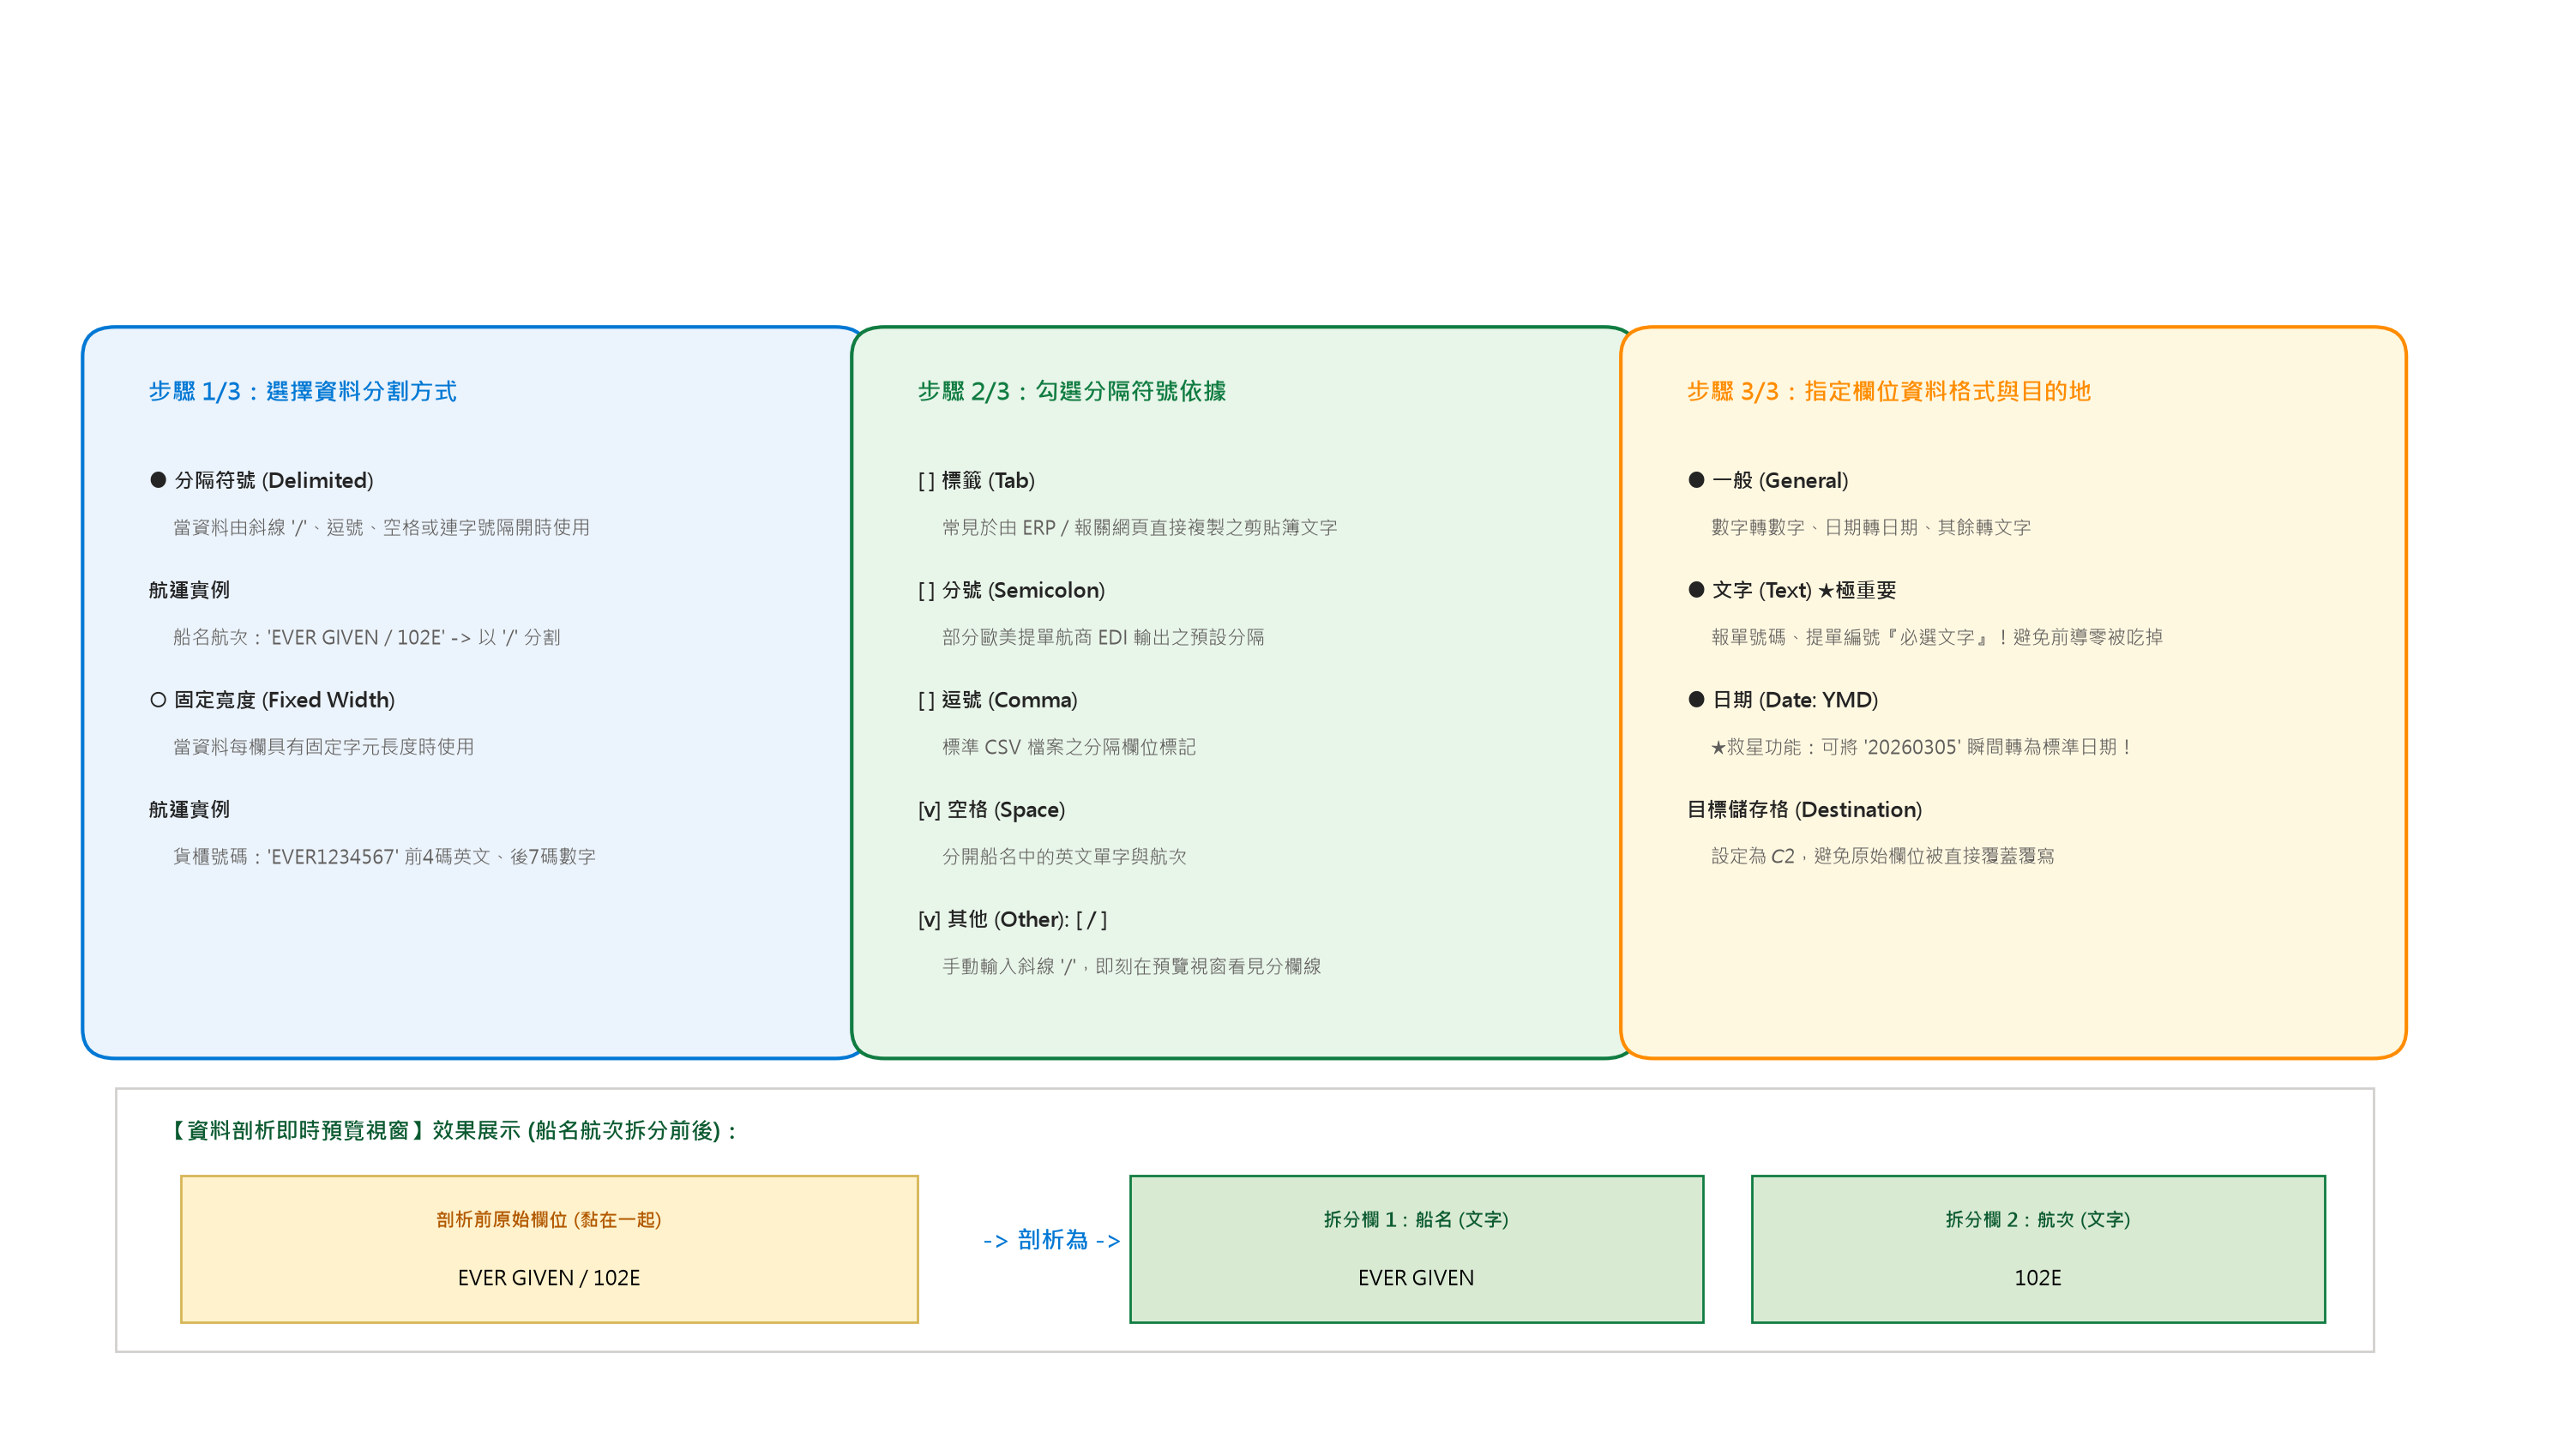 步驟 1/3：選擇資料分割方式
● 分隔符號 (Delimited)
當資料由斜線 '/'、逗號、空格或連字號隔開時使用
航運實例
船名航次：'EVER GIVEN / 102E' -> 以 '/' 分割
○ 固定寬度 (Fixed Width)
當資料每欄具有固定字元長度時使用
航運實例
貨櫃號碼：'EVER1234567' 前4碼英文、後7碼數字
步驟 2/3：勾選分隔符號依據
[ ] 標籤 (Tab)
常見於由 ERP / 報關網頁直接複製之剪貼簿文字
[ ] 分號 (Semicolon)
部分歐美提單航商 EDI 輸出之預設分隔
[ ] 逗號 (Comma)
標準 CSV 檔案之分隔欄位標記
[v] 空格 (Space)
分開船名中的英文單字與航次
[v] 其他 (Other): [ / ]
手動輸入斜線 '/'，即刻在預覽視窗看見分欄線
步驟 3/3：指定欄位資料格式與目的地
● 一般 (General)
數字轉數字、日期轉日期、其餘轉文字
● 文字 (Text) ★極重要
報單號碼、提單編號『必選文字』！避免前導零被吃掉
● 日期 (Date: YMD)
★救星功能：可將 '20260305' 瞬間轉為標準日期！
目標儲存格 (Destination)
設定為 C2，避免原始欄位被直接覆蓋覆寫
【資料剖析即時預覽視窗】效果展示 (船名航次拆分前後)：
剖析前原始欄位 (黏在一起)
EVER GIVEN / 102E
-> 剖析為 ->
拆分欄 1：船名 (文字)
EVER GIVEN
拆分欄 2：航次 (文字)
102E